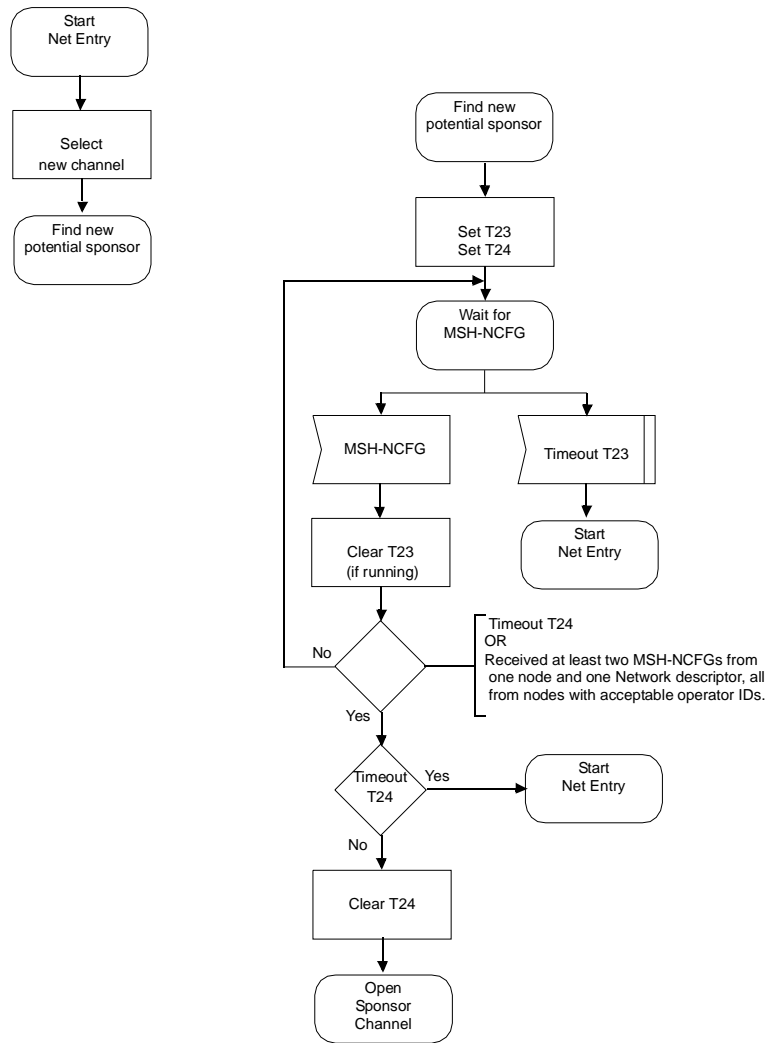 Start
Net Entry
Select
new channel
Find new
potential sponsor
Find new
potential sponsor
Set T23
Set T24
Wait for
MSH-NCFG
MSH-NCFG
Timeout T23
Clear T23
(if running)
Start
Net Entry
No
Timeout T24
OR
Received at least two MSH-NCFGs from
one node and one Network descriptor, all
from nodes with acceptable operator IDs.
Yes
Timeout
T24
Yes
Start
Net Entry
No
Clear T24
Open
Sponsor
Channel